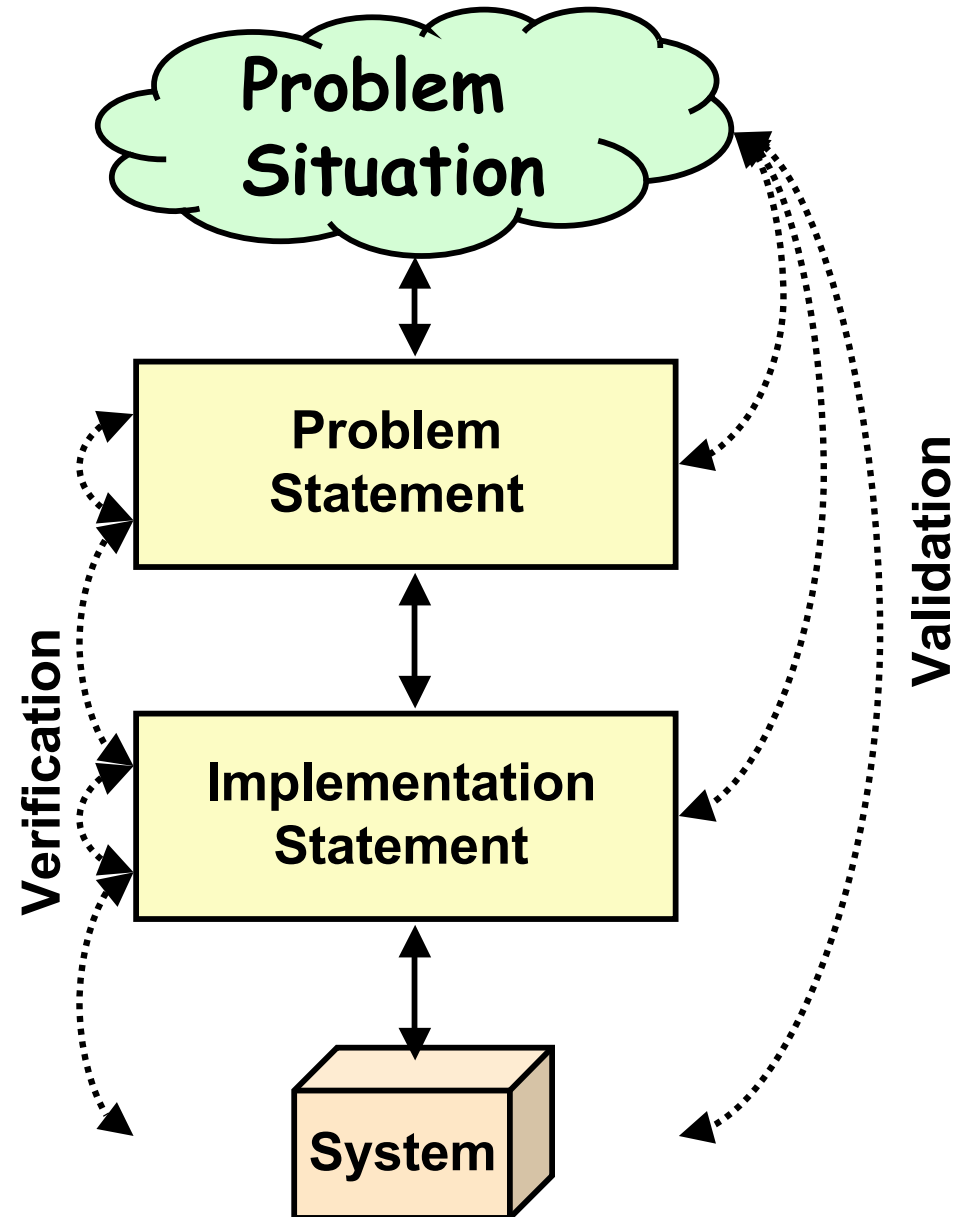 Problem
Situation
Problem
Statement
Implementation
Statement
System
Verification
Validation